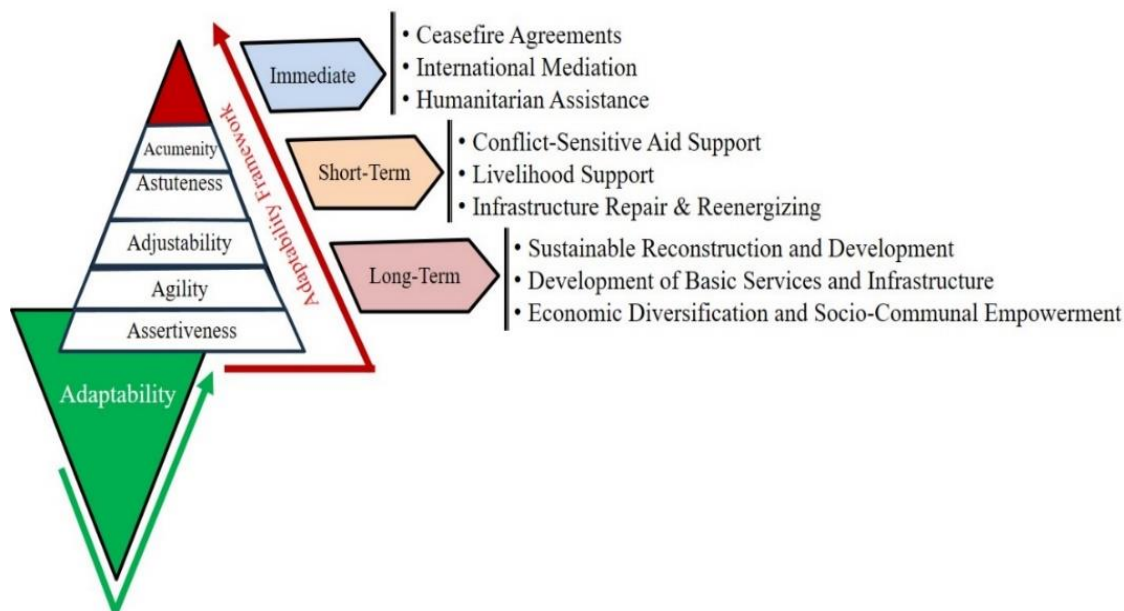 Immediate
• Ceasefire Agreements
• International Mediation
• Humanitarian Assistance
Short-Term
• Conflict-Sensitive Aid Support
• Livelihood Support
• Infrastructure Repair & Reenergizing
Long-Term
• Sustainable Reconstruction and Development
• Development of Basic Services and Infrastructure
• Economic Diversification and Socio-Communal Empowerment
Adaptability Framework
Acumenity
Astuteness
Adjustability
Agility
Assertiveness
Adaptability